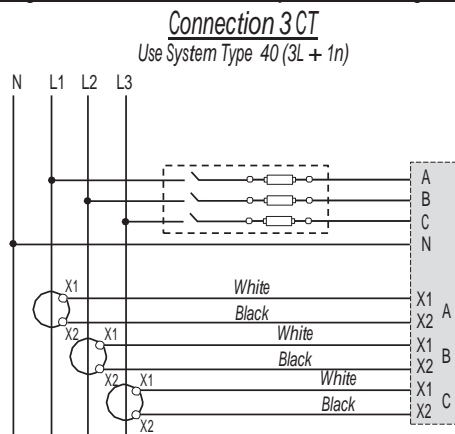 Connection 3 CT
Use System Type 40 (3L + 1n)
N L1 L2 L3
A
B
C
N
X1 White X1
X2 Black X2 A
X1 White X1
X2 Black X2 B
X1 White X1
X2 Black X2 C